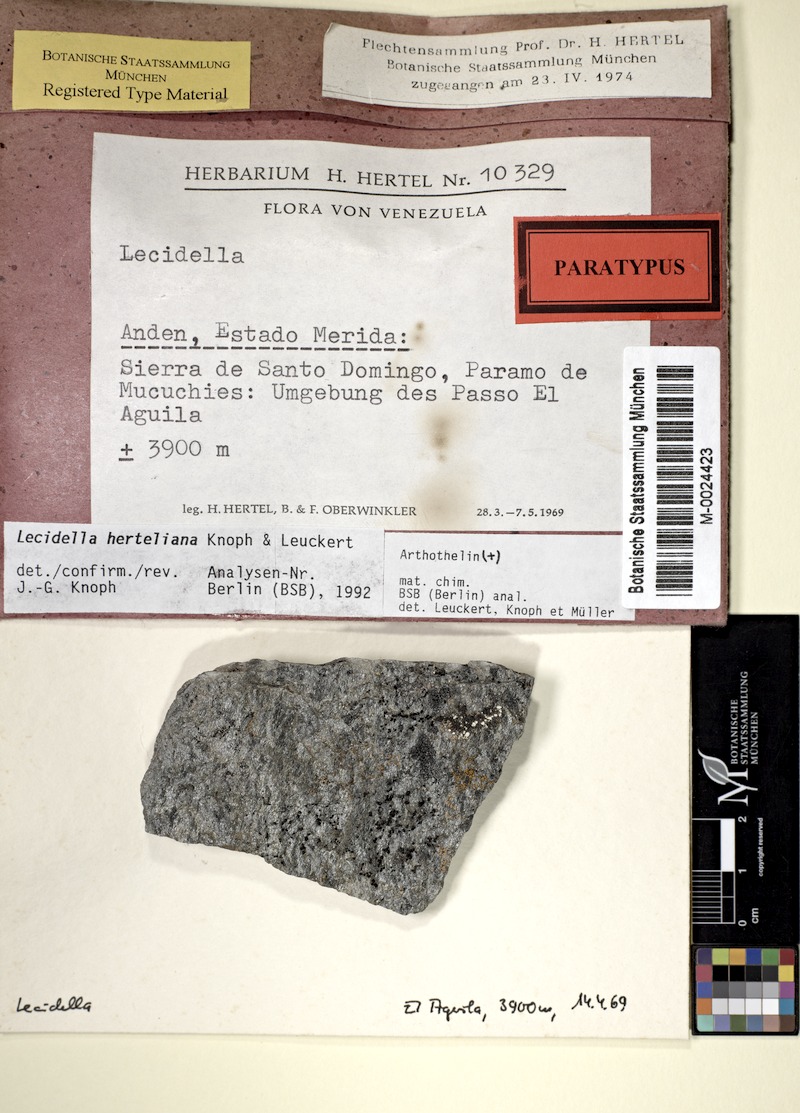 BOTANISCHE STAATSSAMMLUNG
MÜNCHEN
Registered Type Material
Flechtensammlung Prof. Dr. H. HERTEL
Botanische Staatssammlung München
zugegangen am 23. IV. 1974
HERBARIUM H. HERTEL Nr. 10 329
FLORA VON VENEZUELA
Lecidella
PARATYPUS
Anden, Estado Merida:
Sierra de Santo Domingo, Paramo de
Mucuchies: Umgebung des Passo El
Aguila
± 3900 m
leg. H. HERTEL, B. & F. OBERWINKLER 28. 3. – 7. 5. 1969
Botanische Staatssammlung München
M-0024423
Lecidella herteliana Knoph & Leuckert
det./confirm./rev. Analysen-Nr.
J.-G. Knoph Berlin (BSB), 1992
Arthothelin(+)
mat. chim.
BSB (Berlin) anal.
det. Leuckert, Knoph et Müller
BOTANISCHE
STAATSSAMMLUNG
MÜNCHEN
M
0 1 2
cm
copyright reserved
Lecidella
El Aguila, 3900m, 14.4.69